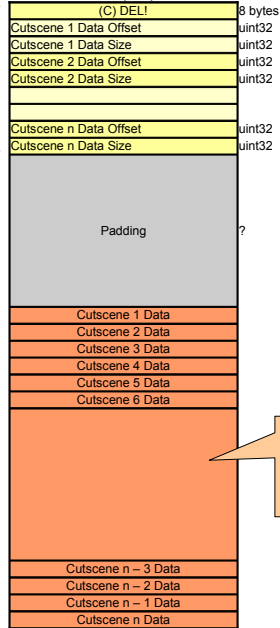 (C) DEL! 8 bytes
Cutscene 1 Data Offset uint32
Cutscene 1 Data Size uint32
Cutscene 2 Data Offset uint32
Cutscene 2 Data Size uint32
Cutscene n Data Offset uint32
Cutscene n Data Size uint32
Padding ?
Cutscene 1 Data
Cutscene 2 Data
Cutscene 3 Data
Cutscene 4 Data
Cutscene 5 Data
Cutscene 6 Data
Cutscene n – 3 Data
Cutscene n – 2 Data
Cutscene n – 1 Data
Cutscene n Data